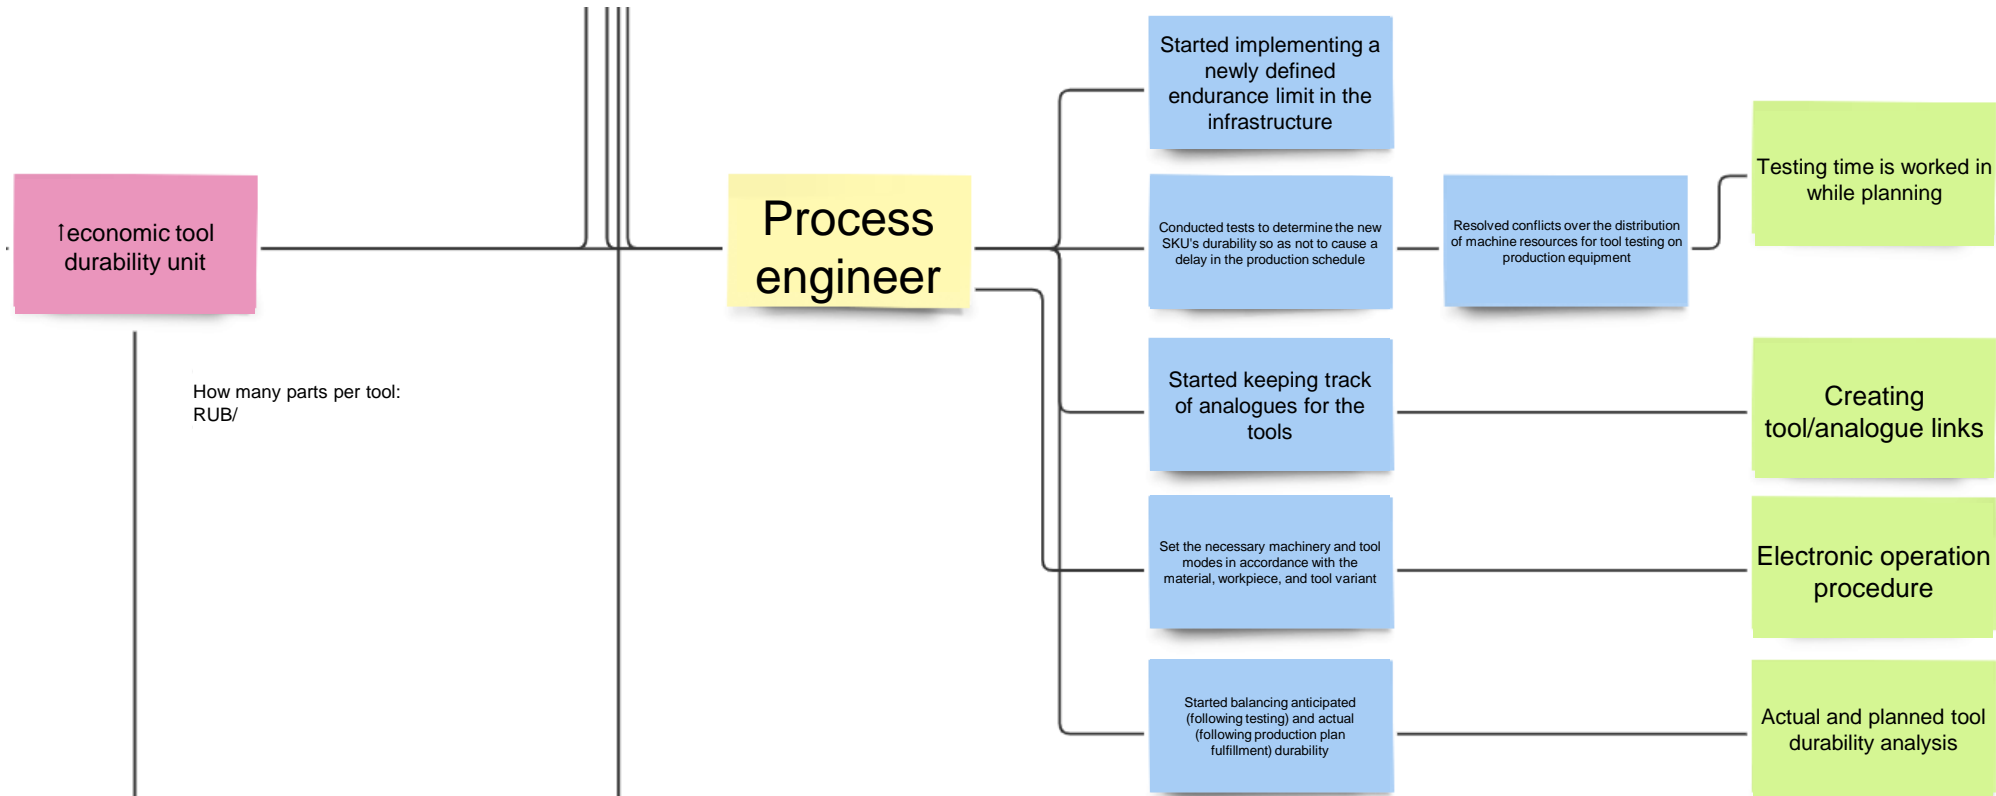 ↑economic tool
durability unit
How many parts per tool:
RUB/
Process
engineer
Started implementing a
newly defined
endurance limit in the
infrastructure
Conducted tests to determine the new
SKU's durability so as not to cause a
delay in the production schedule
Resolved conflicts over the distribution
of machine resources for tool testing on
production equipment
Testing time is worked in
while planning
Started keeping track
of analogues for the
tools
Creating
tool/analogue links
Set the necessary machinery and tool
modes in accordance with the
material, workpiece, and tool variant
Electronic operation
procedure
Started balancing anticipated
(following testing) and actual
(following production plan
fulfillment) durability
Actual and planned tool
durability analysis